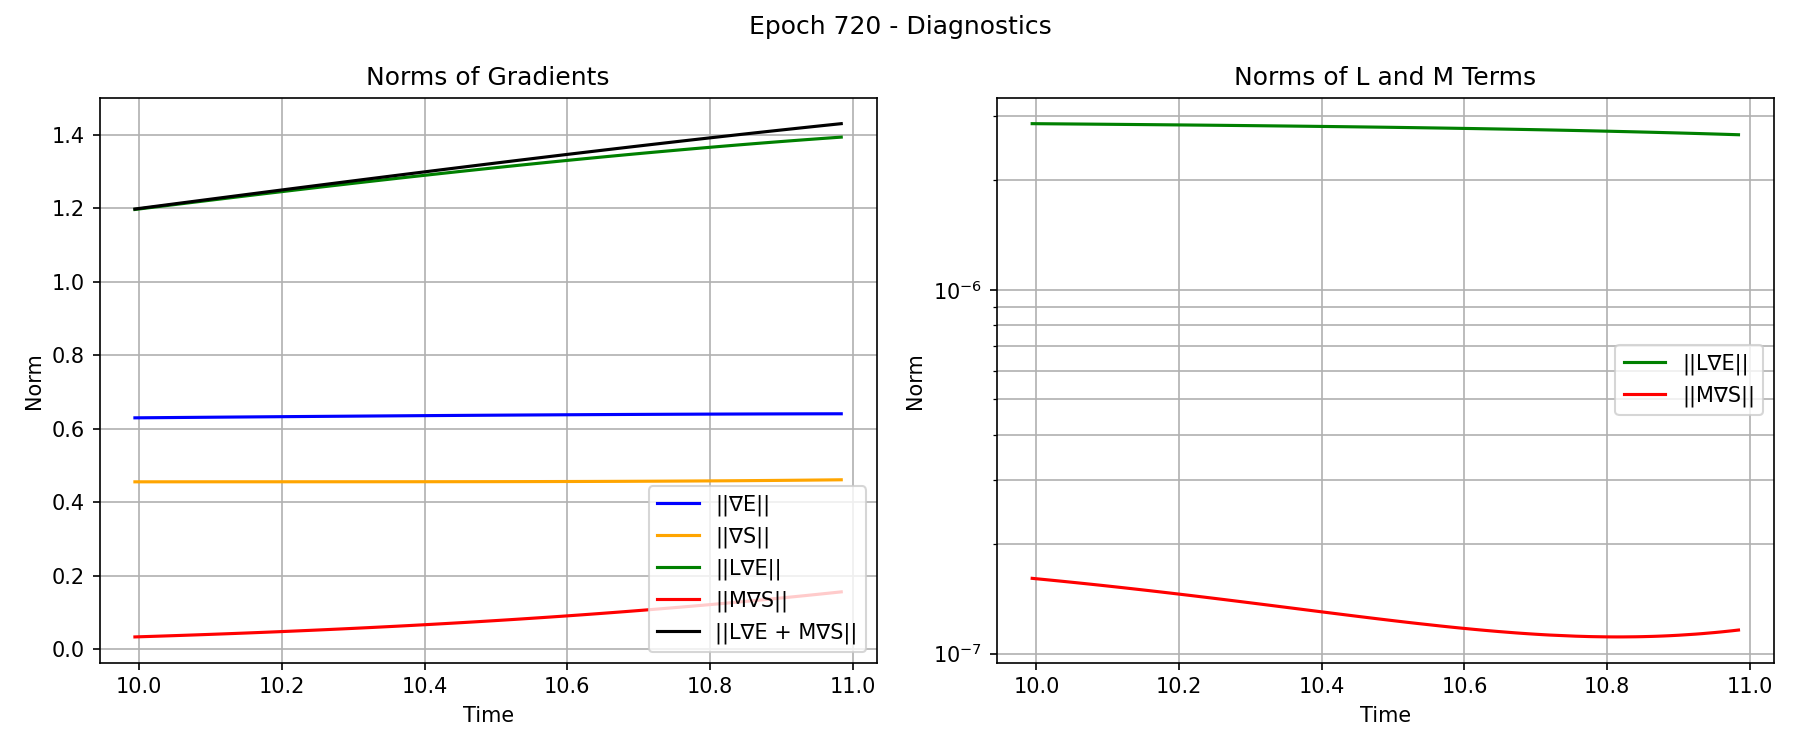 Epoch 720 - Diagnostics
Norms of Gradients
Norm
1.4
1.2
1.0
0.8
0.6
0.4
0.2
0.0
||∇E||
||∇S||
||L∇E||
||M∇S||
||L∇E + M∇S||
10.0 10.2 10.4 10.6 10.8 11.0
Time
Norms of L and M Terms
Norm
10⁻⁶
10⁻⁷
||L∇E||
||M∇S||
10.0 10.2 10.4 10.6 10.8 11.0
Time